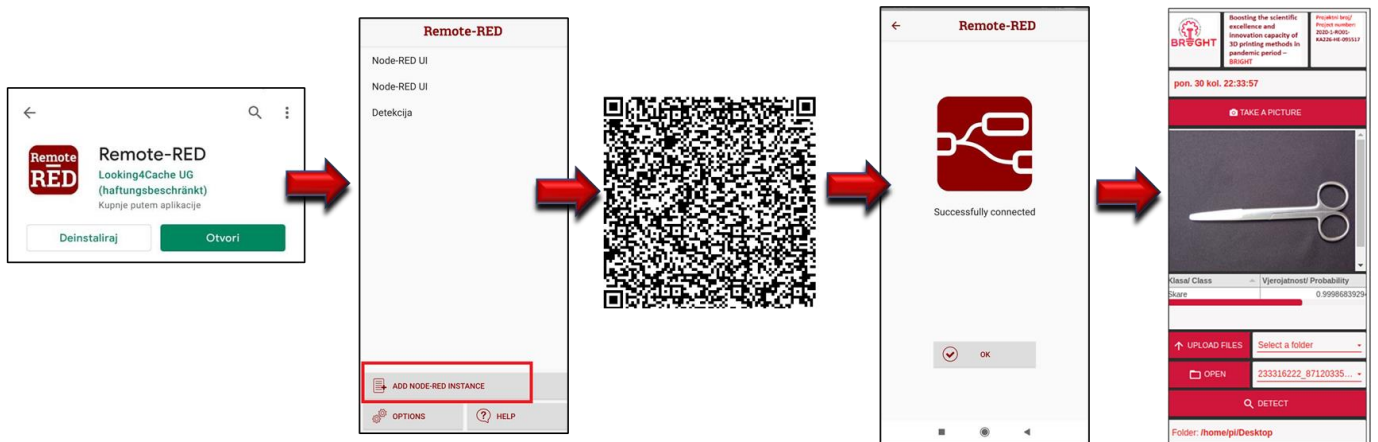 Remote
RED
Remote-RED
Looking4Cache UG
(haftungsbeschränkt)
Kupnje putem aplikacije
Deinstaliraj
Otvori
Remote-RED
Node-RED UI
Node-RED UI
Detekcija
ADD NODE-RED INSTANCE
OPTIONS
HELP
Remote-RED
Successfully connected
OK
BRIGHT
Boosting the scientific
excellence and
innovation capacity of
3D printing methods in
pandemic period –
BRIGHT
Projektni broj/
Project number:
2020-1-RO01-
KA226-HE-095517
pon. 30 kol. 22:33:57
TAKE A PICTURE
Klasa/ Class
Vjerojatnost/ Probability
Skare
0.9998683929
UPLOAD FILES
Select a folder
OPEN
233316222_87120335...
DETECT
Folder: /home/pi/Desktop